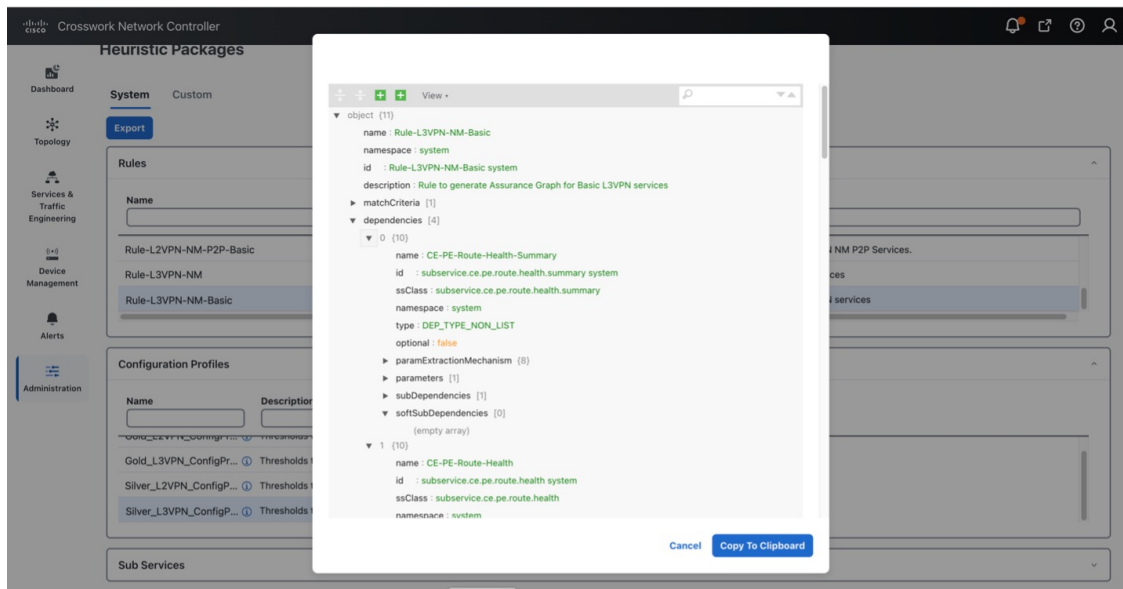 cisco Crosswork Network Controller
Heuristic Packages
Dashboard
Topology
Services &
Traffic
Engineering
Device
Management
Alerts
Administration
System Custom
Export
Rules
Name
Rule-L2VPN-NM-P2P-Basic
NM P2P Services.
Rule-L3VPN-NM
ces
Rule-L3VPN-NM-Basic
services
Configuration Profiles
Name Description
Gold_L2VPN_ConfigPr... Thresholds
Gold_L3VPN_ConfigPr... Thresholds
Silver_L2VPN_ConfigP... Thresholds
Silver_L3VPN_ConfigP... Thresholds
Sub Services
View
object {11}
name : Rule-L3VPN-NM-Basic
namespace : system
id : Rule-L3VPN-NM-Basic system
description : Rule to generate Assurance Graph for Basic L3VPN services
matchCriteria [1]
dependencies [4]
0 {10}
name : CE-PE-Route-Health-Summary
id : subservice.ce.pe.route.health.summary system
ssClass : subservice.ce.pe.route.health.summary
namespace : system
type : DEP_TYPE_NON_LIST
optional : false
paramExtractionMechanism {8}
parameters [1]
subDependencies [1]
softSubDependencies [0]
(empty array)
1 {10}
name : CE-PE-Route-Health
id : subservice.ce.pe.route.health system
ssClass : subservice.ce.pe.route.health
namespace : system
Cancel Copy To Clipboard